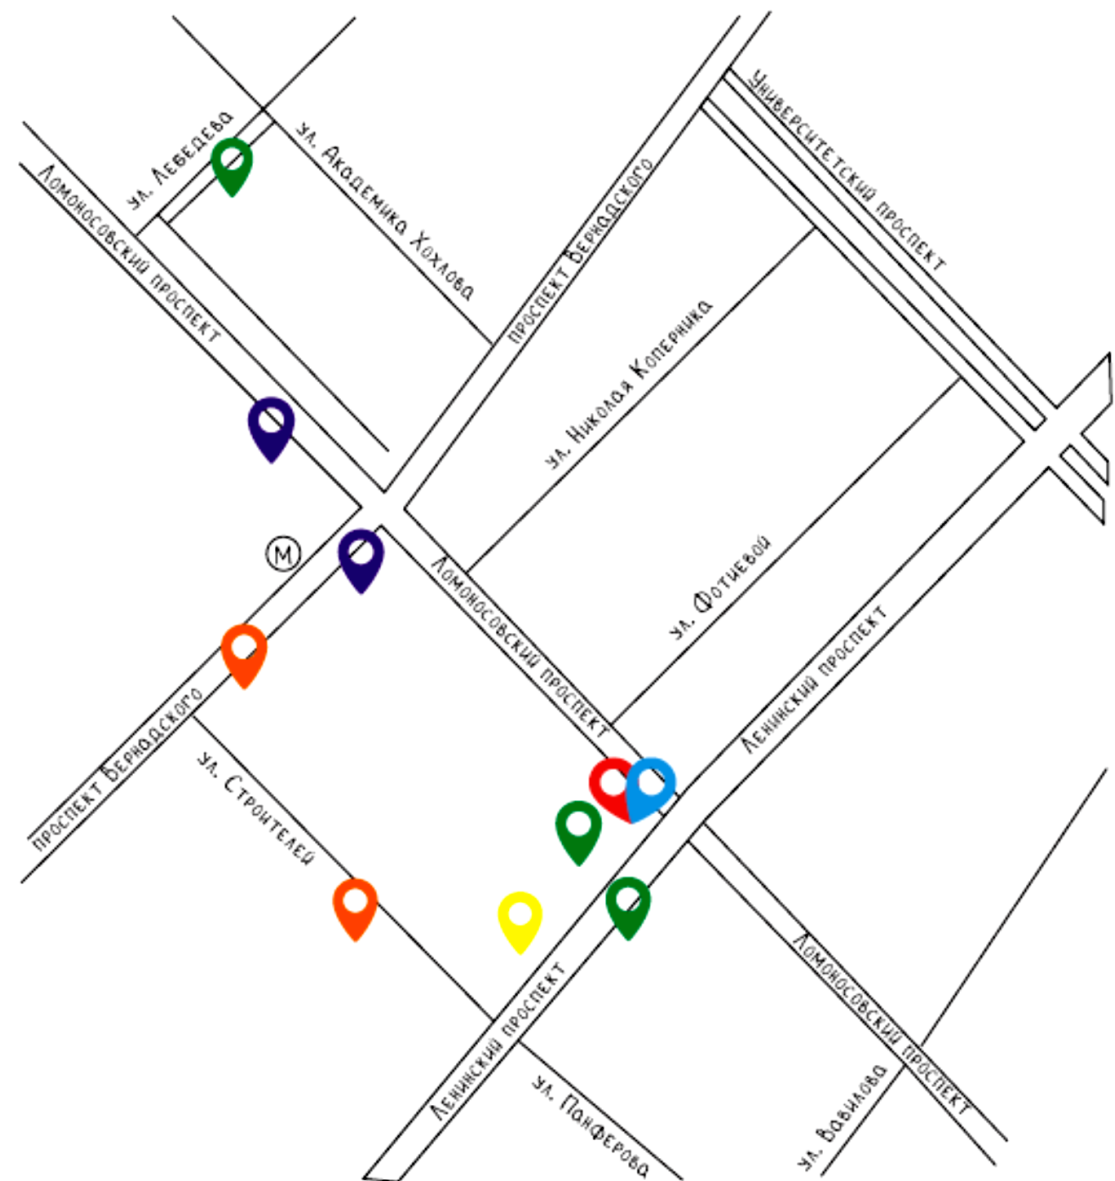 Университетский проспект
ул. Лебедева
ул. Академика Хохлова
Ломоносовский проспект
проспект Вернадского
ул. Николая Коперника
М
ул. Фотиевой
Ломоносовский проспект
Ленинский проспект
проспект Вернадского
ул. Строителей
Ленинский проспект
Ломоносовский проспект
ул. Панферова
ул. Вавилова